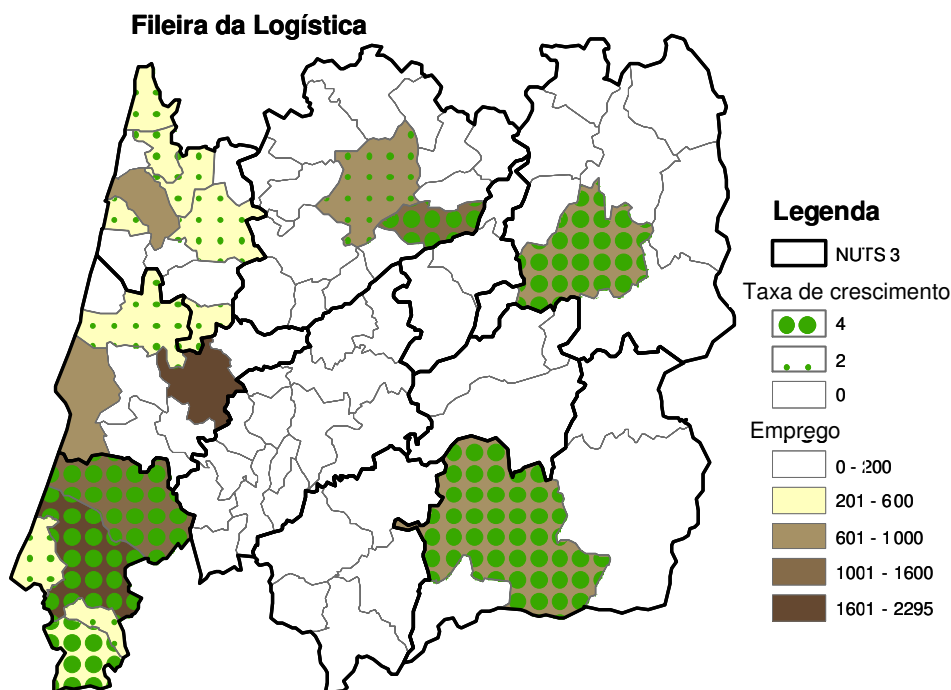 Fileira da Logística
Legenda
NUTS 3
Taxa de crescimento
4
2
0
Emprego
0 - 200
201 - 600
601 - 1000
1001 - 1600
1601 - 2295